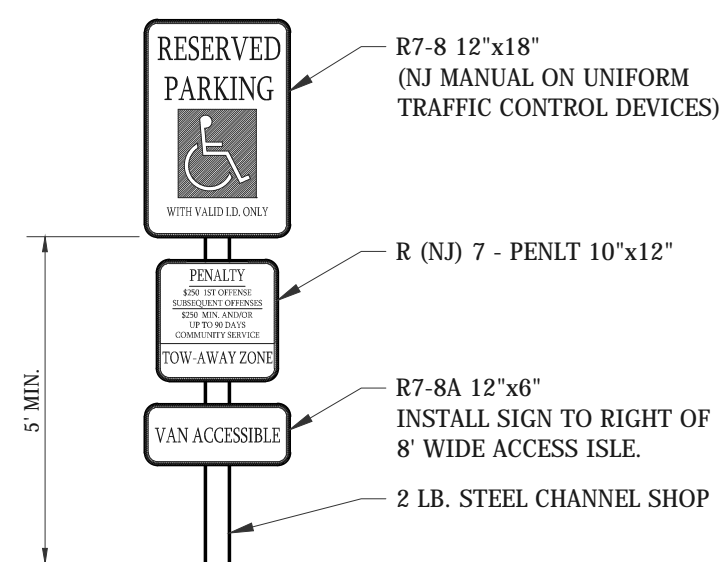 RESERVED
PARKING
WITH VALID I.D. ONLY
PENALTY
$250 1ST OFFENSE
SUBSEQUENT OFFENSES
$250 MIN. AND/OR
UP TO 90 DAYS
COMMUNITY SERVICE
TOW-AWAY ZONE
VAN ACCESSIBLE
5' MIN.
R7-8 12"x18"
(NJ MANUAL ON UNIFORM
TRAFFIC CONTROL DEVICES)
R (NJ) 7 - PENLT 10"x12"
R7-8A 12"x6"
INSTALL SIGN TO RIGHT OF
8' WIDE ACCESS ISLE.
2 LB. STEEL CHANNEL SHOP